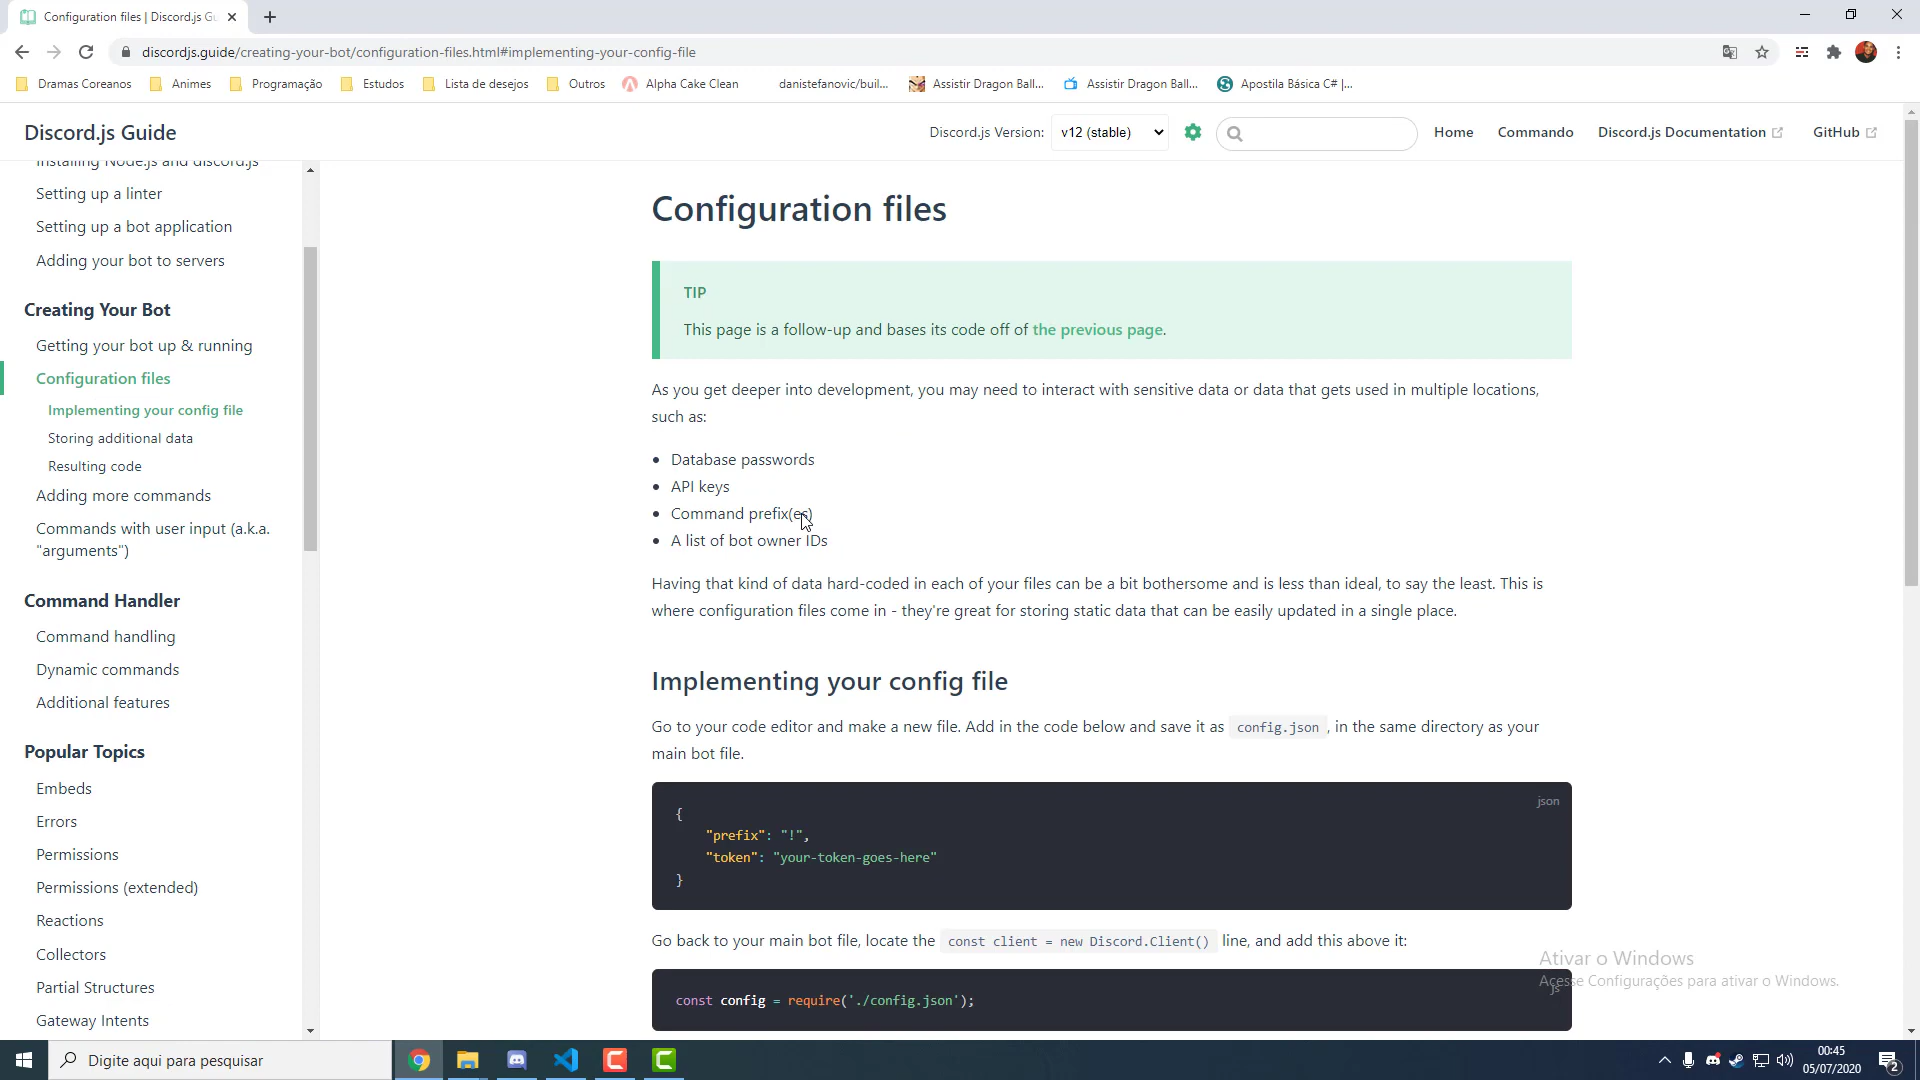 Configuration files | Discord.js Gu
discordjs.guide/creating-your-bot/configuration-files.html#implementing-your-config-file
Dramas Coreanos
Animes
Programação
Estudos
Lista de desejos
Outros
Alpha Cake Clean
danistefanovic/buil...
Assistir Dragon Ball...
Assistir Dragon Ball...
Apostila Básica C# |...
Discord.js Guide
Discord.js Version:
v12 (stable)
Home
Commando
Discord.js Documentation
GitHub
Installing Node.js and discord.js
Setting up a linter
Setting up a bot application
Adding your bot to servers
Creating Your Bot
Getting your bot up & running
Configuration files
Implementing your config file
Storing additional data
Resulting code
Adding more commands
Commands with user input (a.k.a.
"arguments")
Command Handler
Command handling
Dynamic commands
Additional features
Popular Topics
Embeds
Errors
Permissions
Permissions (extended)
Reactions
Collectors
Partial Structures
Gateway Intents
Configuration files
TIP
This page is a follow-up and bases its code off of the previous page.
As you get deeper into development, you may need to interact with sensitive data or data that gets used in multiple locations,
such as:
• Database passwords
• API keys
• Command prefix(es)
• A list of bot owner IDs
Having that kind of data hard-coded in each of your files can be a bit bothersome and is less than ideal, to say the least. This is
where configuration files come in - they're great for storing static data that can be easily updated in a single place.
Implementing your config file
Go to your code editor and make a new file. Add in the code below and save it as config.json , in the same directory as your
main bot file.
json
{
"prefix": "!",
"token": "your-token-goes-here"
}
Go back to your main bot file, locate the const client = new Discord.Client() line, and add this above it:
js
const config = require('./config.json');
Ativar o Windows
Acesse Configurações para ativar o Windows.
Digite aqui para pesquisar
00:45
05/07/2020
2